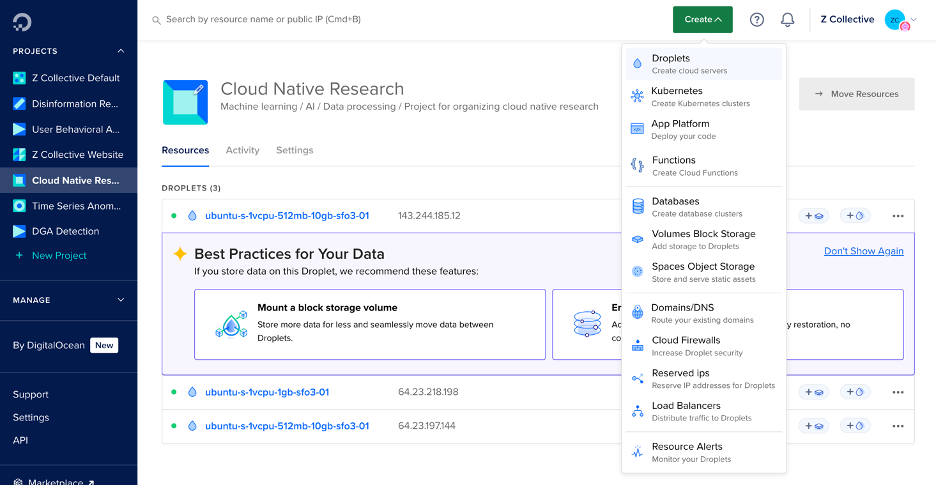 Search by resource name or public IP (Cmd+B)
Create
Z Collective
ZC
PROJECTS
Z Collective Default
Disinformation Re...
User Behavioral A...
Z Collective Website
Cloud Native Res...
Time Series Anom...
DGA Detection
+ New Project
MANAGE
By DigitalOcean New
Support
Settings
API
Marketplace
Cloud Native Research
Machine learning / AI / Data processing / Project for organizing cloud native research
→ Move Resources
Resources Activity Settings
DROPLETS (3)
ubuntu-s-1vcpu-512mb-10gb-sfo3-01 143.244.185.12
Best Practices for Your Data
Don't Show Again
If you store data on this Droplet, we recommend these features:
Mount a block storage volume
Store more data for less and seamlessly move data between
Droplets.
ubuntu-s-1vcpu-1gb-sfo3-01 64.23.218.198
ubuntu-s-1vcpu-512mb-10gb-sfo3-01 64.23.197.144
Droplets
Create cloud servers
Kubernetes
Create Kubernetes clusters
App Platform
Deploy your code
Functions
Create Cloud Functions
Databases
Create database clusters
Volumes Block Storage
Add storage to Droplets
Spaces Object Storage
Store and serve static assets
Domains/DNS
Route your existing domains
Cloud Firewalls
Increase Droplet security
Reserved ips
Reserve IP addresses for Droplets
Load Balancers
Distribute traffic to Droplets
Resource Alerts
Monitor your Droplets
restoration, no